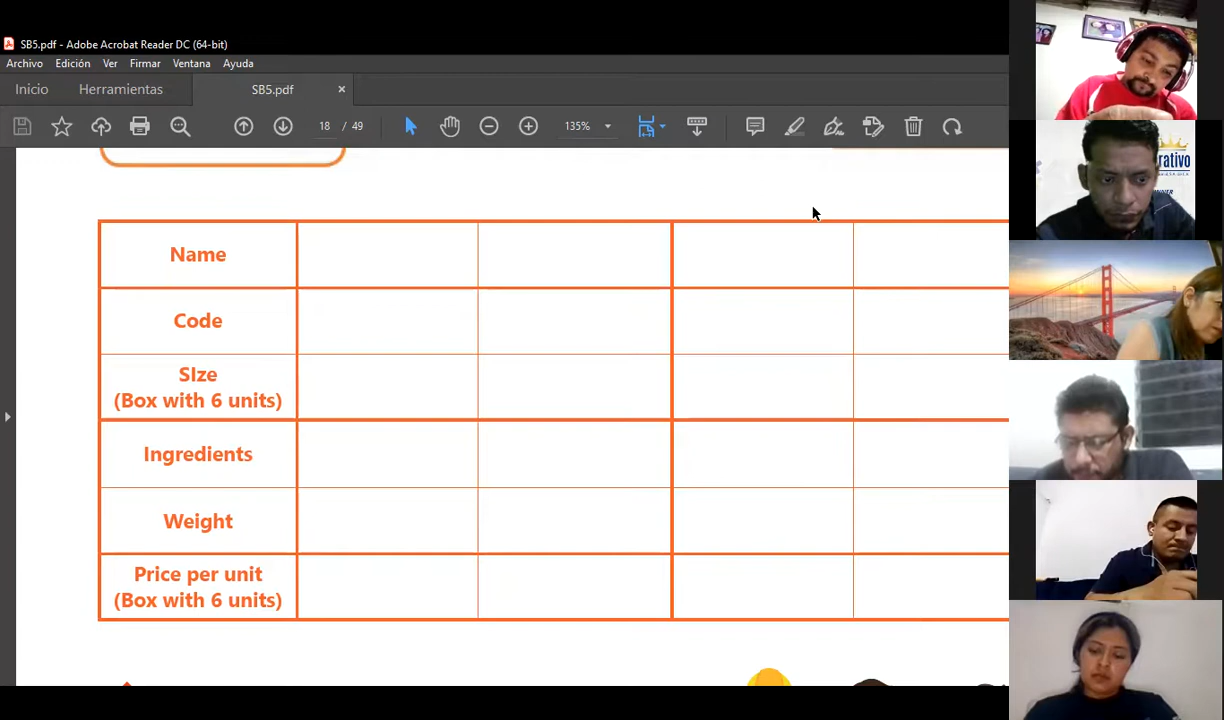 SB5.pdf - Adobe Acrobat Reader DC (64-bit)
Archivo Edición Ver Firmar Ventana Ayuda
Inicio Herramientas SB5.pdf ×
18 / 49 135%
rativo
Name
Code
SIze
(Box with 6 units)
Ingredients
Weight
Price per unit
(Box with 6 units)